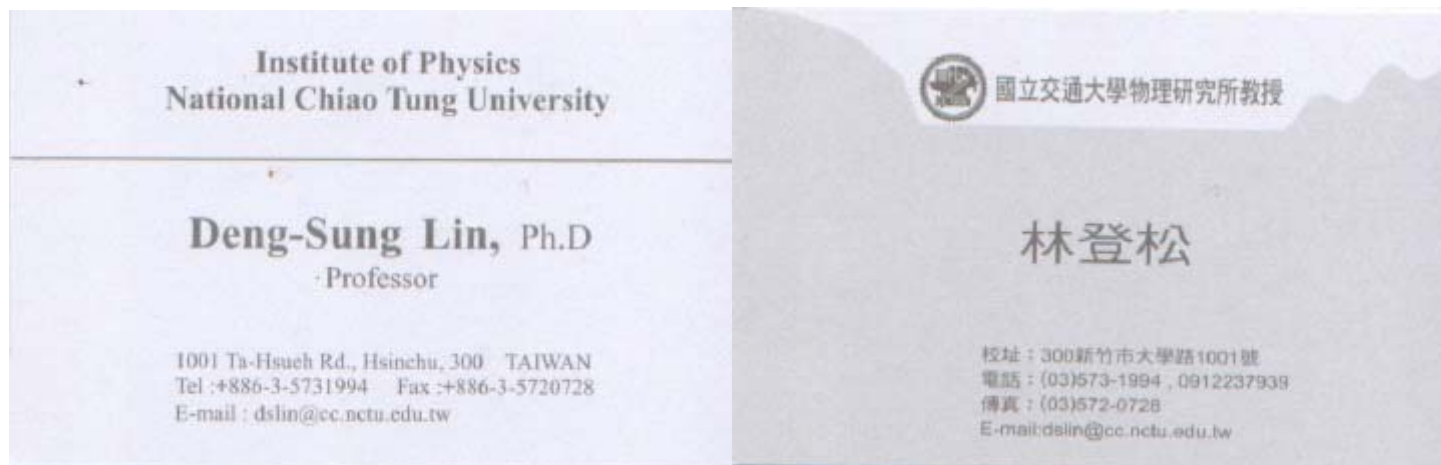 Institute of Physics
National Chiao Tung University
Deng-Sung Lin, Ph.D
Professor
1001 Ta-Hsueh Rd., Hsinchu, 300 TAIWAN
Tel :+886-3-5731994 Fax :+886-3-5720728
E-mail : dslin@cc.nctu.edu.tw
國立交通大學物理研究所教授
林登松
校址：300新竹市大學路1001號
電話：(03)573-1994 , 0912237939
傳真：(03)572-0728
E-mail:dslin@cc.nctu.edu.tw